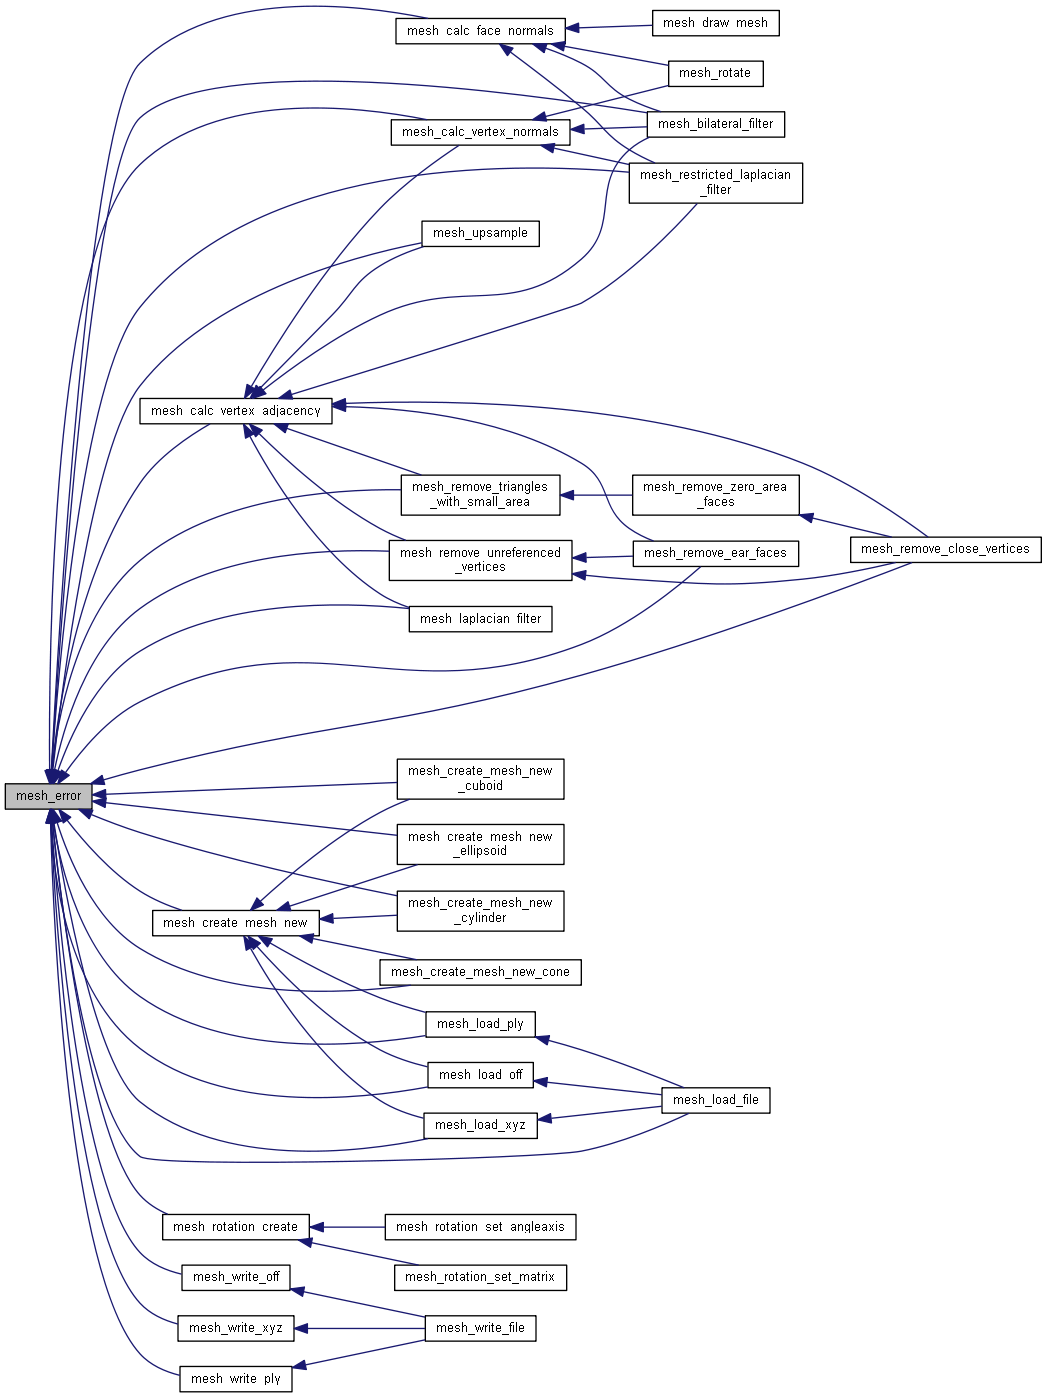 mesh_calc_face_normals
mesh_draw_mesh
mesh_rotate
mesh_bilateral_filter
mesh_calc_vertex_normals
mesh_restricted_laplacian
_filter
mesh_upsample
mesh_calc_vertex_adjacency
mesh_remove_triangles
_with_small_area
mesh_remove_zero_area
_faces
mesh_remove_unreferenced
_vertices
mesh_remove_ear_faces
mesh_remove_close_vertices
mesh_laplacian_filter
mesh_error
mesh_create_mesh_new
_cuboid
mesh_create_mesh_new
_ellipsoid
mesh_create_mesh_new
_cylinder
mesh_create_mesh_new
mesh_create_mesh_new_cone
mesh_load_ply
mesh_load_off
mesh_load_file
mesh_load_xyz
mesh_rotation_create
mesh_rotation_set_angleaxis
mesh_rotation_set_matrix
mesh_write_off
mesh_write_xyz
mesh_write_file
mesh_write_ply